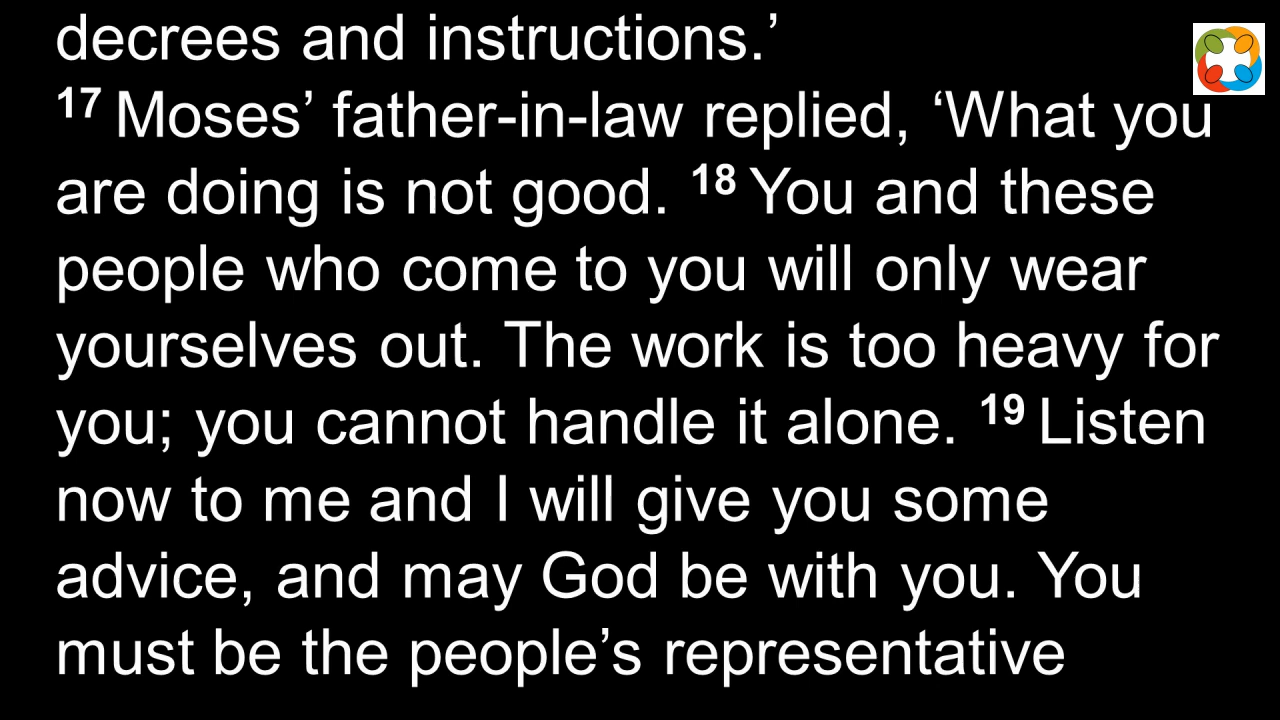 decrees and instructions.’
17 Moses’ father-in-law replied, ‘What you
are doing is not good. 18 You and these
people who come to you will only wear
yourselves out. The work is too heavy for
you; you cannot handle it alone. 19 Listen
now to me and I will give you some
advice, and may God be with you. You
must be the people’s representative